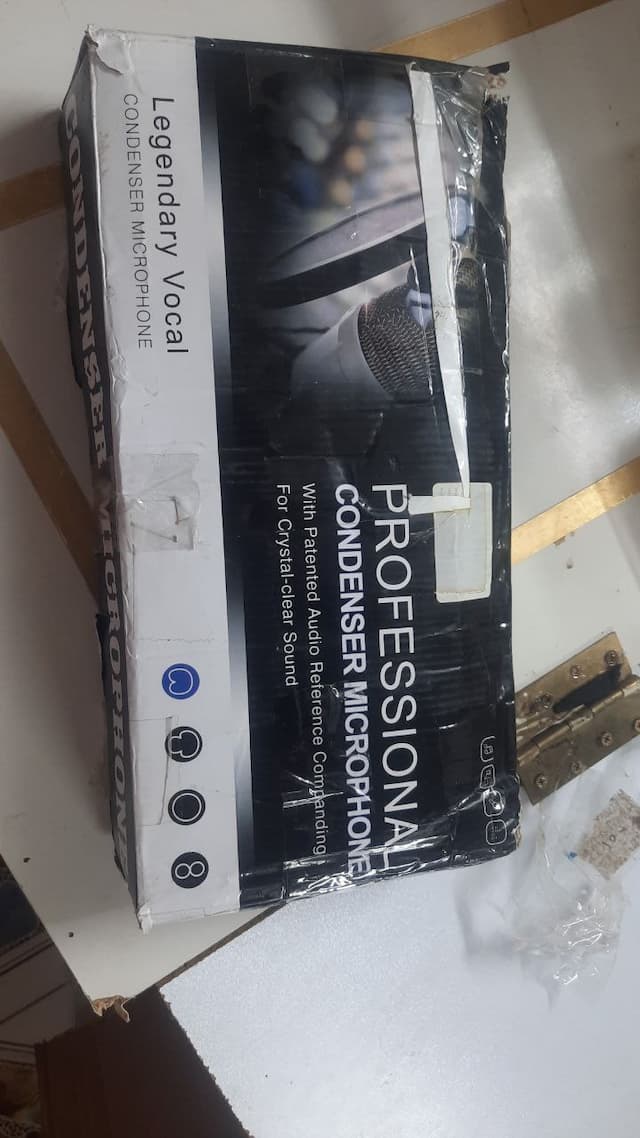 PROFESSIONAL
CONDENSER MICROPHONE
With Patented Audio Reference Companding
For Crystal-clear Sound
Legendary Vocal
CONDENSER MICROPHONE
CONDENSER MICROPHONE